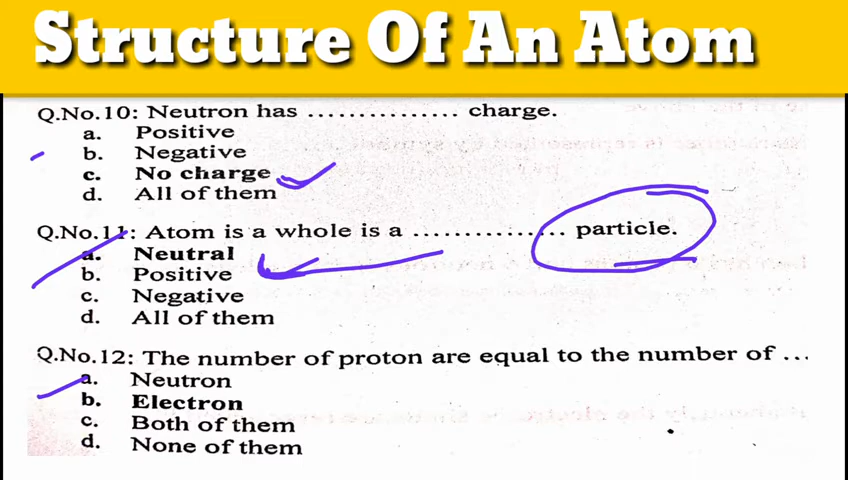 Structure Of An Atom
Q.No.10: Neutron has ............... charge.
a. Positive
b. Negative
c. No charge
d. All of them
Q.No.11: Atom is a whole is a ............... particle.
a. Neutral
b. Positive
c. Negative
d. All of them
Q.No.12: The number of proton are equal to the number of ...
a. Neutron
b. Electron
c. Both of them
d. None of them